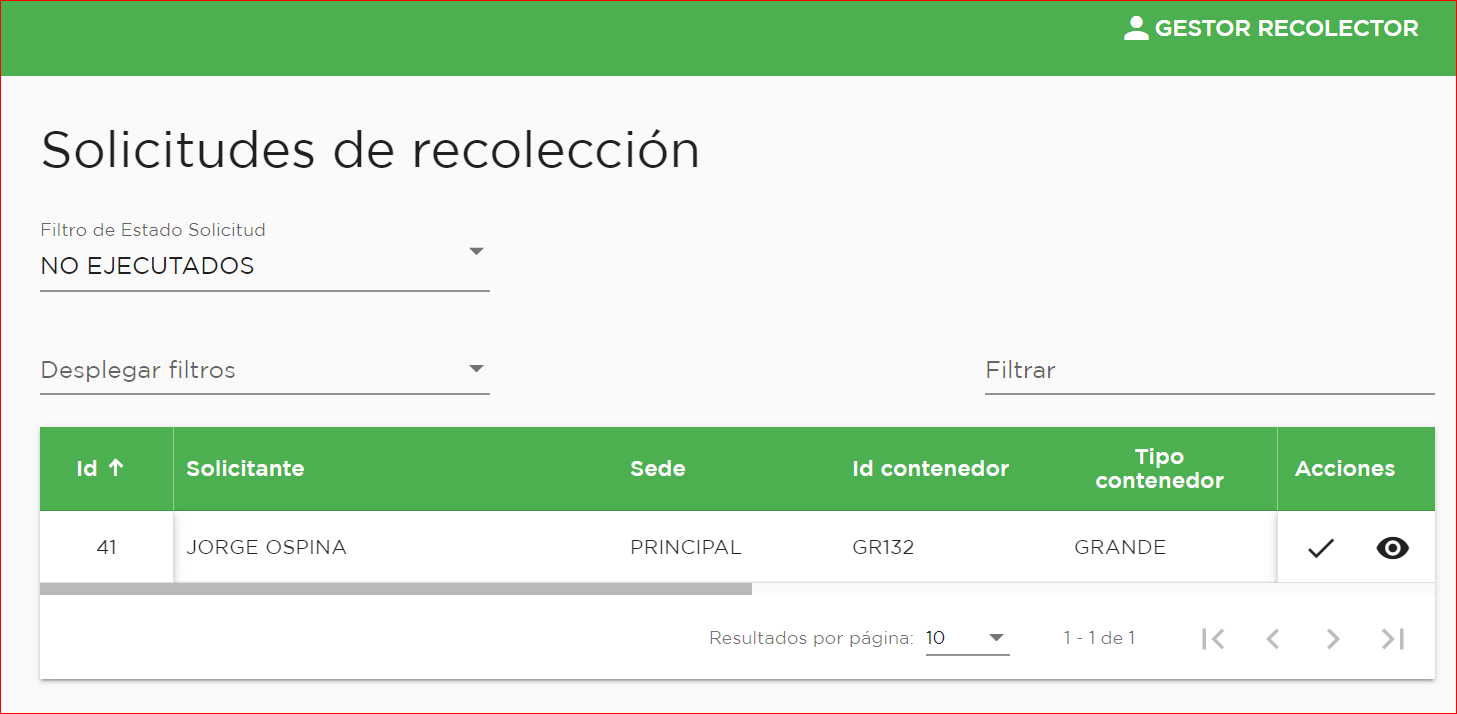 GESTOR RECOLECTOR
Solicitudes de recolección
Filtro de Estado Solicitud
NO EJECUTADOS
Desplegar filtros
Filtrar
Id Solicitante Sede Id contenedor Tipo contenedor Acciones
41 JORGE OSPINA PRINCIPAL GR132 GRANDE
Resultados por página: 10 1 - 1 de 1